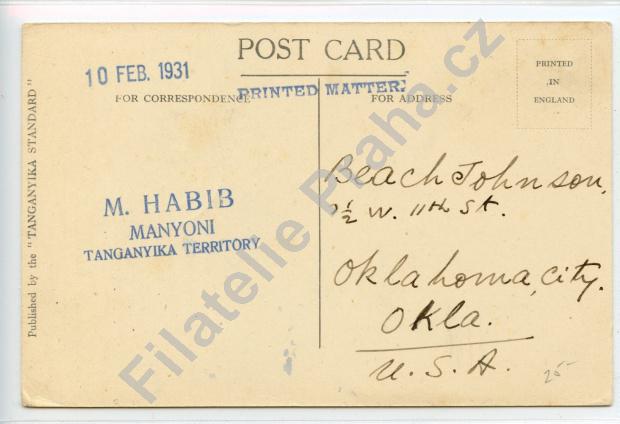 POST CARD
10 FEB. 1931
FOR CORRESPONDENCE
PRINTED MATTER.
FOR ADDRESS
PRINTED
IN
ENGLAND
Published by the "TANGANYIKA STANDARD"
M. HABIB
MANYONI
TANGANYIKA TERRITORY
Beach Johnson,
½ W. 11th St.
Oklahoma, city.
Okla.
U. S. A.
25-
Filatelie Praha.cz